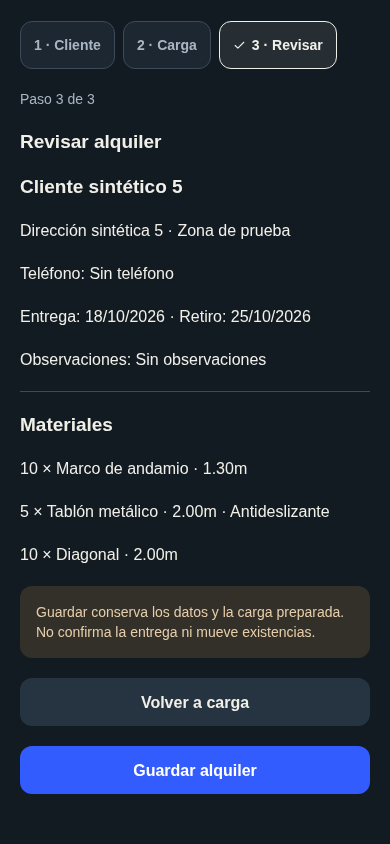 1 · Cliente
2 · Carga
3 · Revisar
Paso 3 de 3
Revisar alquiler
Cliente sintético 5
Dirección sintética 5 · Zona de prueba
Teléfono: Sin teléfono
Entrega: 18/10/2026 · Retiro: 25/10/2026
Observaciones: Sin observaciones
Materiales
10 × Marco de andamio · 1.30m
5 × Tablón metálico · 2.00m · Antideslizante
10 × Diagonal · 2.00m
Guardar conserva los datos y la carga preparada.
No confirma la entrega ni mueve existencias.
Volver a carga
Guardar alquiler